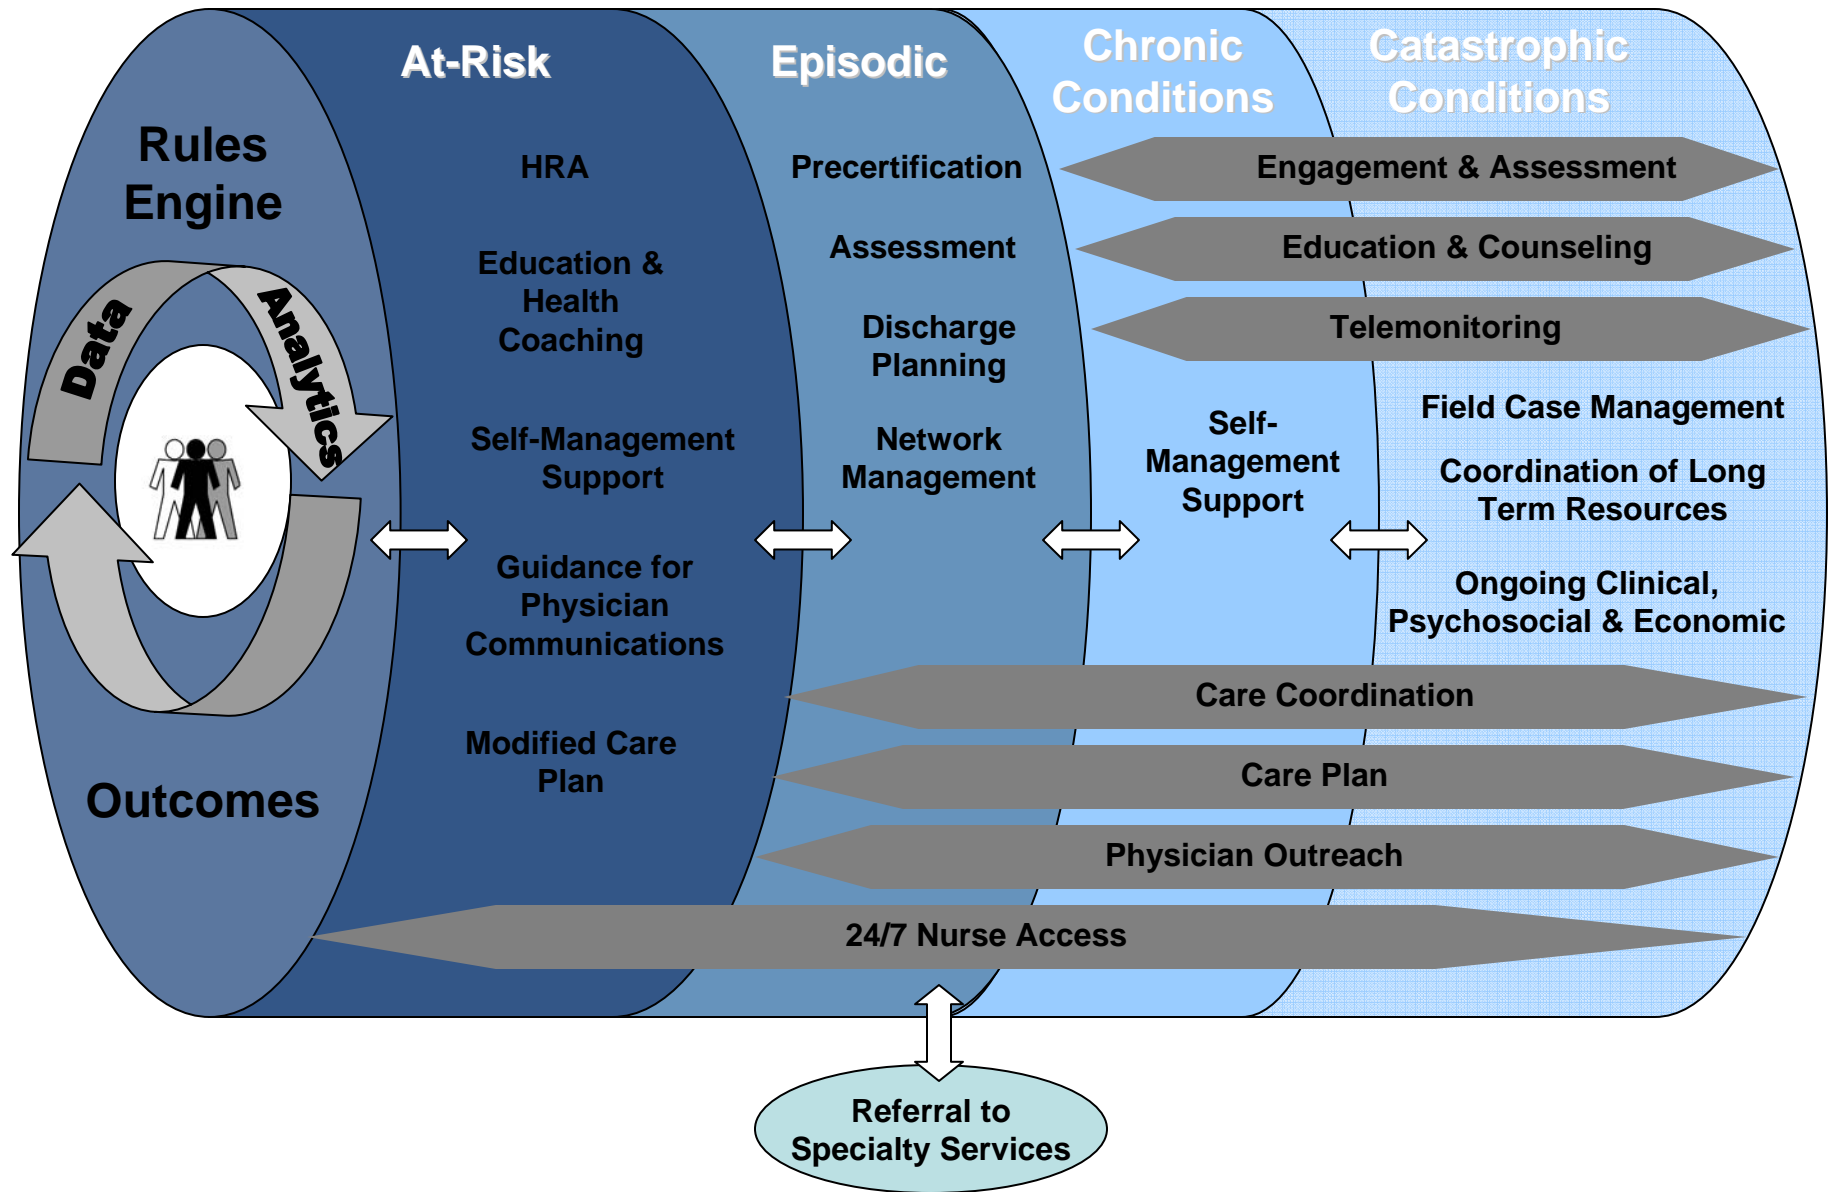 Rules
Engine
Data
Analytics
Outcomes
At-Risk
HRA
Education &
Health
Coaching
Self-Management
Support
Guidance for
Physician
Communications
Modified Care
Plan
Episodic
Precertification
Assessment
Discharge
Planning
Network
Management
Chronic
Conditions
Self-
Management
Support
Catastrophic
Conditions
Engagement & Assessment
Education & Counseling
Telemonitoring
Field Case Management
Coordination of Long
Term Resources
Ongoing Clinical,
Psychosocial & Economic
Care Coordination
Care Plan
Physician Outreach
24/7 Nurse Access
Referral to
Specialty Services